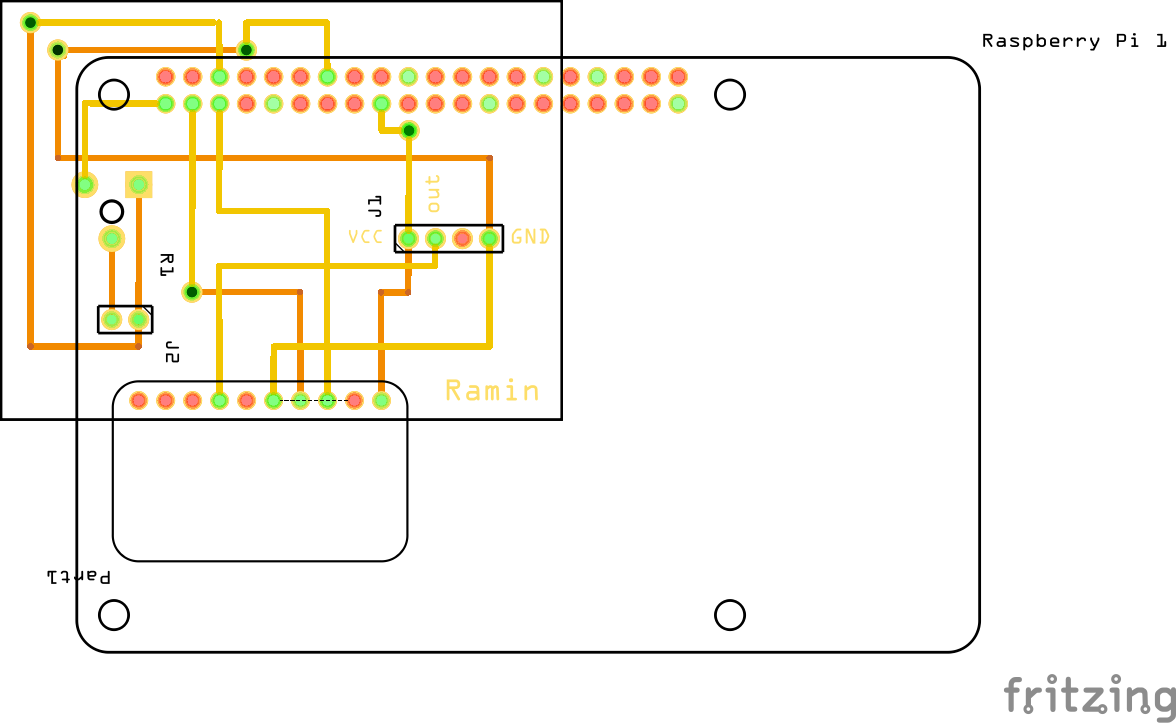 Raspberry Pi 1
out
J1
VCC
GND
R1
J2
Ramin
Part1
fritzing